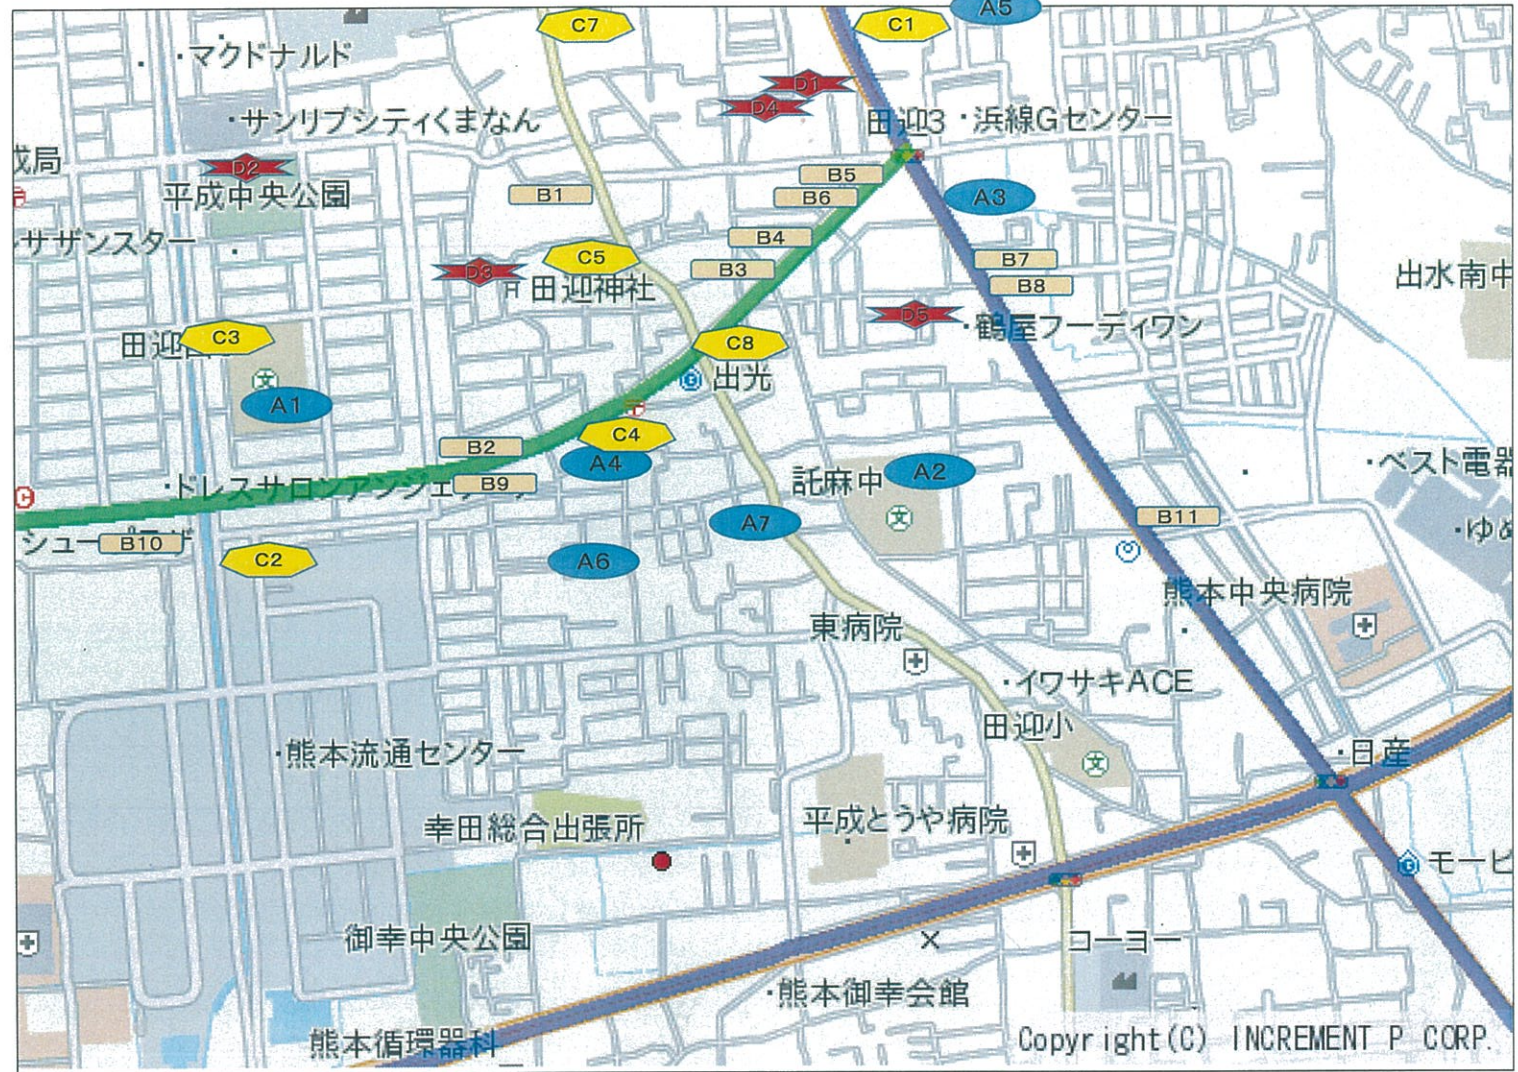 C7
C1
A5
・マクドナルド
D1
D4
・サンリブシティくまなん
田迎3
・浜線Gセンター
成局
D2
平成中央公園
B1
B5
B6
A3
サザンスター
B4
C5
B3
B7
D3
田迎神社
B8
出水南中
D5
・鶴屋フーディワン
C3
田迎
C8
出光
A1
C4
B2
A4
・ベスト電器
託麻中
A2
・ドレスサロンアンジェ
B9
A7
B11
・ゆめ
シュー
B10
C2
A6
熊本中央病院
東病院
・イワサキACE
田迎小
・熊本流通センター
・日産
幸田総合出張所
平成とうや病院
モービ
御幸中央公園
コーヨー
・熊本御幸会館
熊本循環器科
Copyright(C) INCREMENT P CORP.